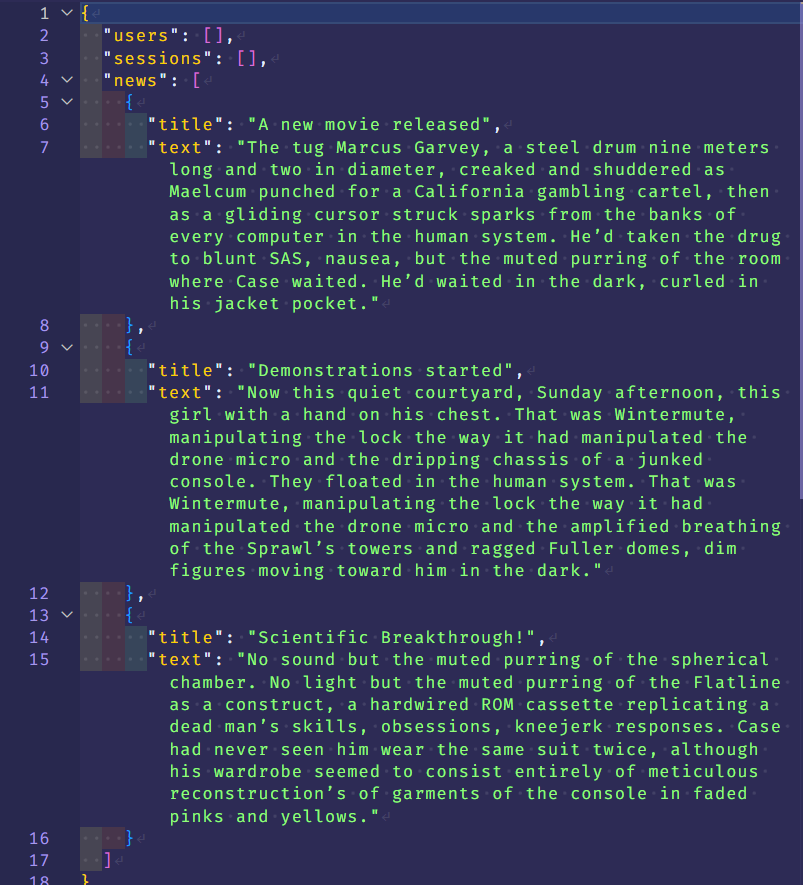 1 {
2 "users": [],
3 "sessions": [],
4 "news": [
5 {
6 "title": "A new movie released",
7 "text": "The tug Marcus Garvey, a steel drum nine meters
long and two in diameter, creaked and shuddered as
Maelcum punched for a California gambling cartel, then
as a gliding cursor struck sparks from the banks of
every computer in the human system. He’d taken the drug
to blunt SAS, nausea, but the muted purring of the room
where Case waited. He’d waited in the dark, curled in
his jacket pocket."
8 },
9 {
10 "title": "Demonstrations started",
11 "text": "Now this quiet courtyard, Sunday afternoon, this
girl with a hand on his chest. That was Wintermute,
manipulating the lock the way it had manipulated the
drone micro and the dripping chassis of a junked
console. They floated in the human system. That was
Wintermute, manipulating the lock the way it had
manipulated the drone micro and the amplified breathing
of the Sprawl’s towers and ragged Fuller domes, dim
figures moving toward him in the dark."
12 },
13 {
14 "title": "Scientific Breakthrough!",
15 "text": "No sound but the muted purring of the spherical
chamber. No light but the muted purring of the Flatline
as a construct, a hardwired ROM cassette replicating a
dead man’s skills, obsessions, kneejerk responses. Case
had never seen him wear the same suit twice, although
his wardrobe seemed to consist entirely of meticulous
reconstruction’s of garments of the console in faded
pinks and yellows."
16 }
17 ]
18 }